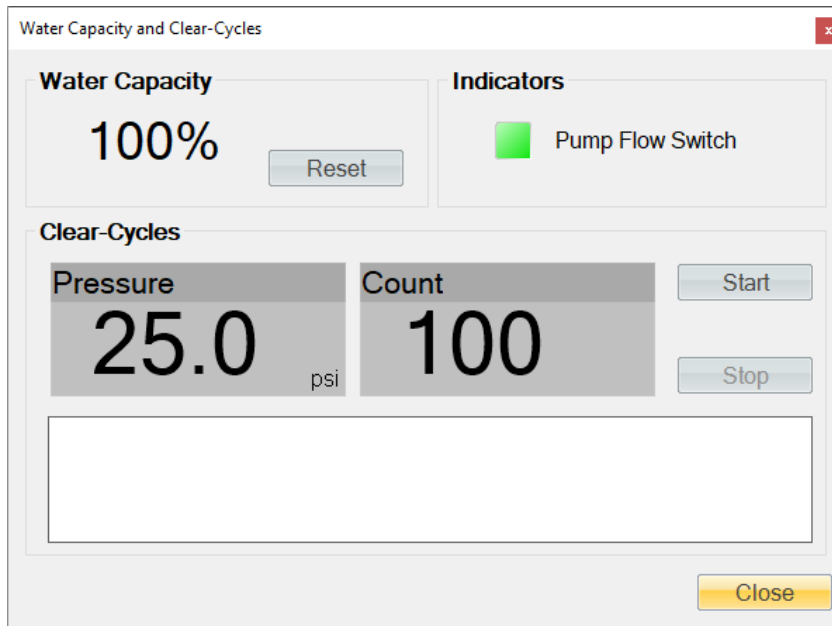 Water Capacity and Clear-Cycles
x
Water Capacity
100%
Reset
Indicators
Pump Flow Switch
Clear-Cycles
Pressure
25.0
psi
Count
100
Start
Stop
Close